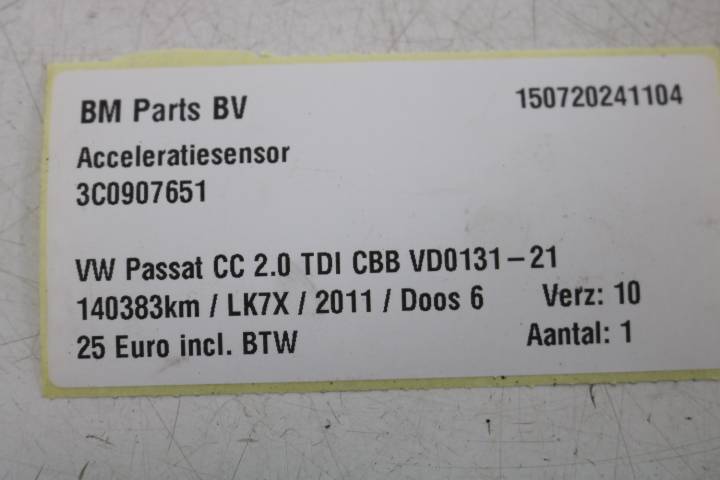 BM Parts BV 150720241104
Acceleratiesensor
3C0907651
VW Passat CC 2.0 TDI CBB VD0131-21
140383km / LK7X / 2011 / Doos 6 Verz: 10
25 Euro incl. BTW Aantal: 1